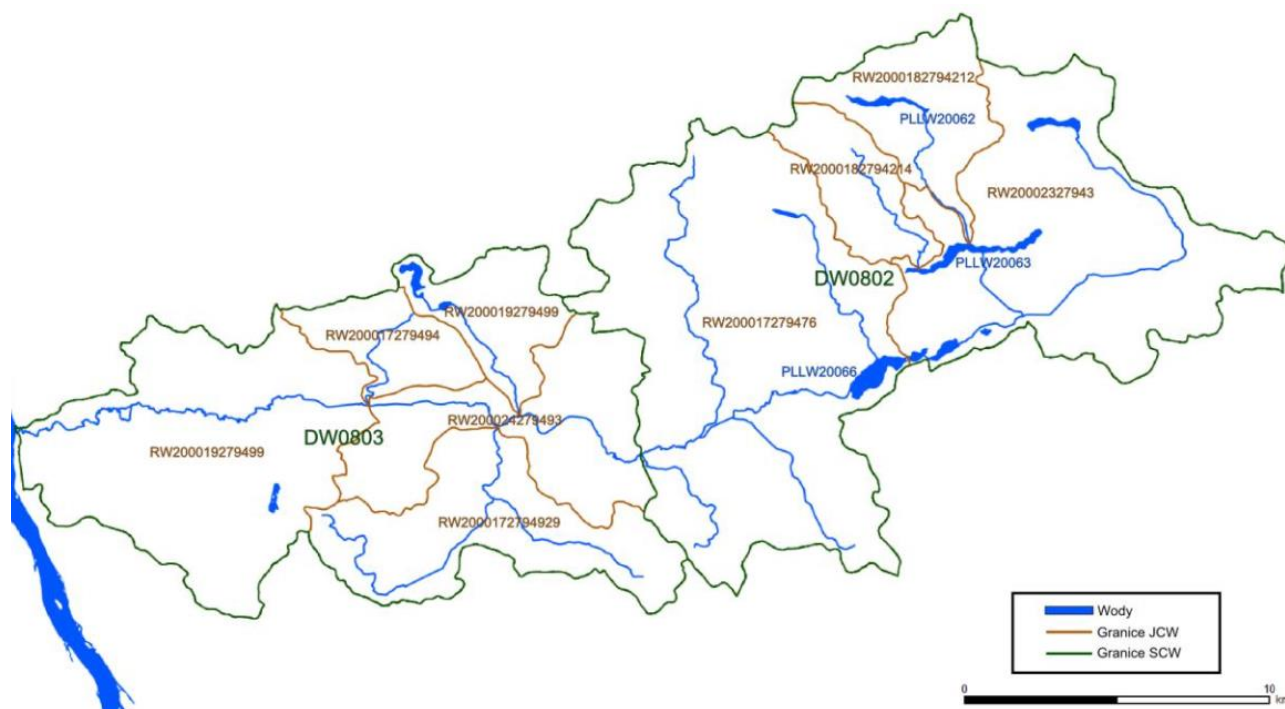 RW2000182794212
PLLW20062
RW2000182794214
RW20002327943
PLLW20063
DW0802
RW200019279499
RW200017279476
RW200017279494
PLLW20066
RW200024279493
DW0803
RW200019279499
RW2000172794929
Wody
Granice JCW
Granice SCW
0
10